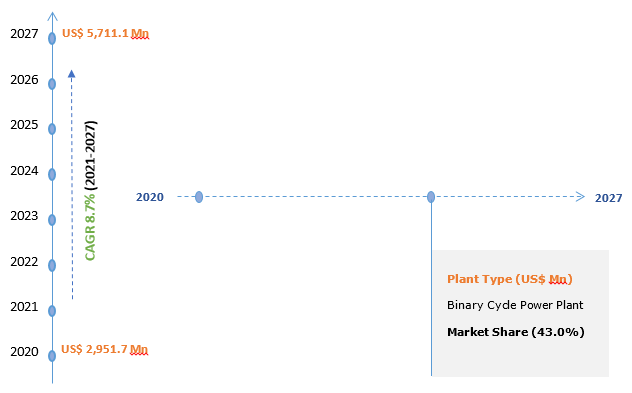 2027
US$ 5,711.1 Mn
2026
2025
2024
2023
2022
2021
2020
US$ 2,951.7 Mn
CAGR 8.7% (2021-2027)
2020
2027
Plant Type (US$ Mn)
Binary Cycle Power Plant
Market Share (43.0%)